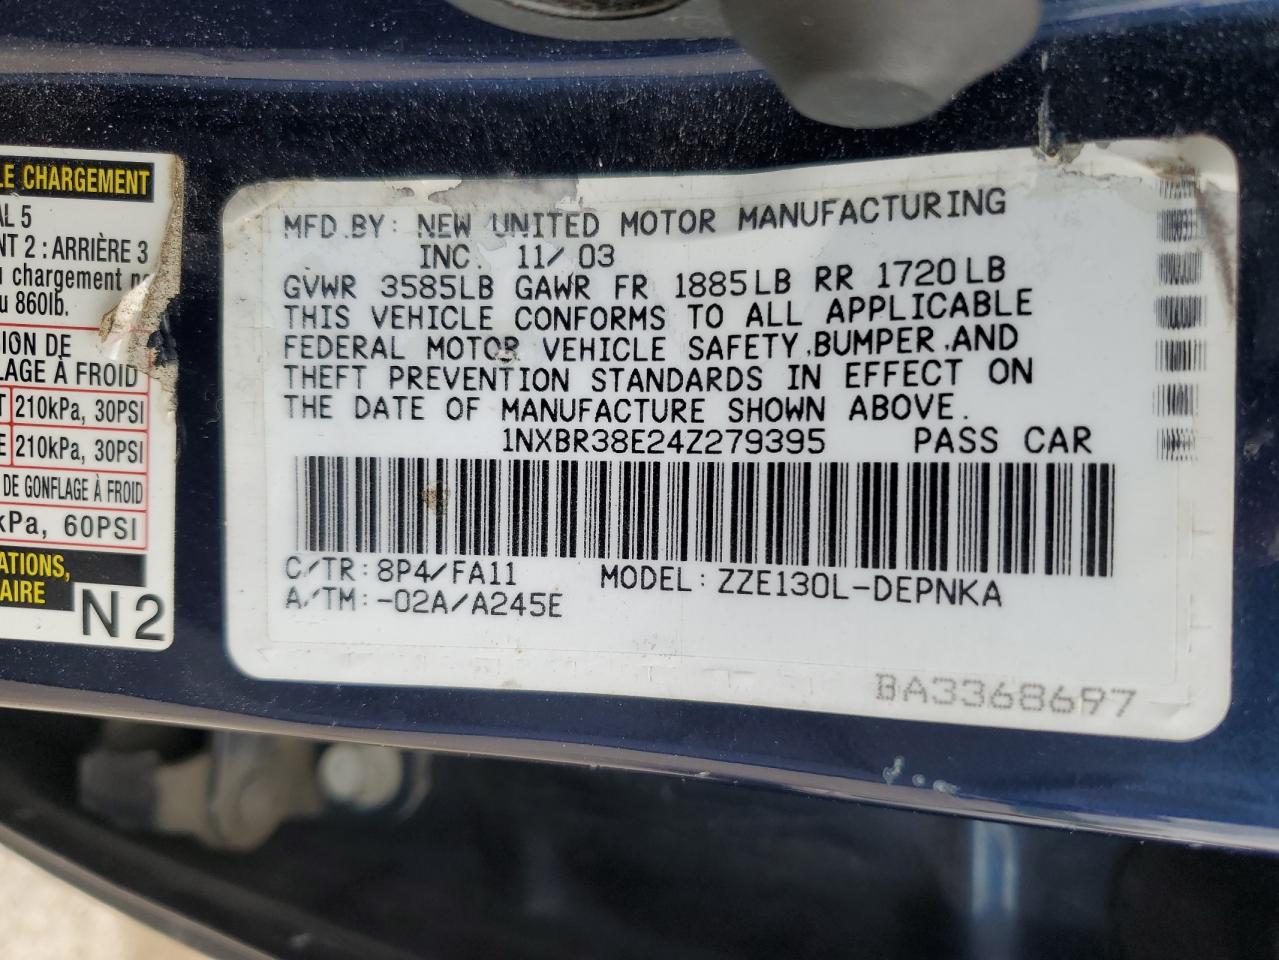 LE CHARGEMENT
AL 5
NT 2 : ARRIÈRE 3
u chargement
u 860lb.
ION DE
LAGE À FROID
T 210kPa, 30PSI
E 210kPa, 30PSI
DE GONFLAGE À FROID
kPa, 60PSI
ATIONS,
AIRE
N2
MFD.BY: NEW UNITED MOTOR MANUFACTURING
INC. 11/03
GVWR 3585LB GAWR FR 1885LB RR 1720LB
THIS VEHICLE CONFORMS TO ALL APPLICABLE
FEDERAL MOTOR VEHICLE SAFETY,BUMPER,AND
THEFT PREVENTION STANDARDS IN EFFECT ON
THE DATE OF MANUFACTURE SHOWN ABOVE.
1NXBR38E24Z279395 PASS CAR
C/TR:8P4/FA11 MODEL:ZZE130L-DEPNKA
A/TM:-02A/A245E
BA3368697